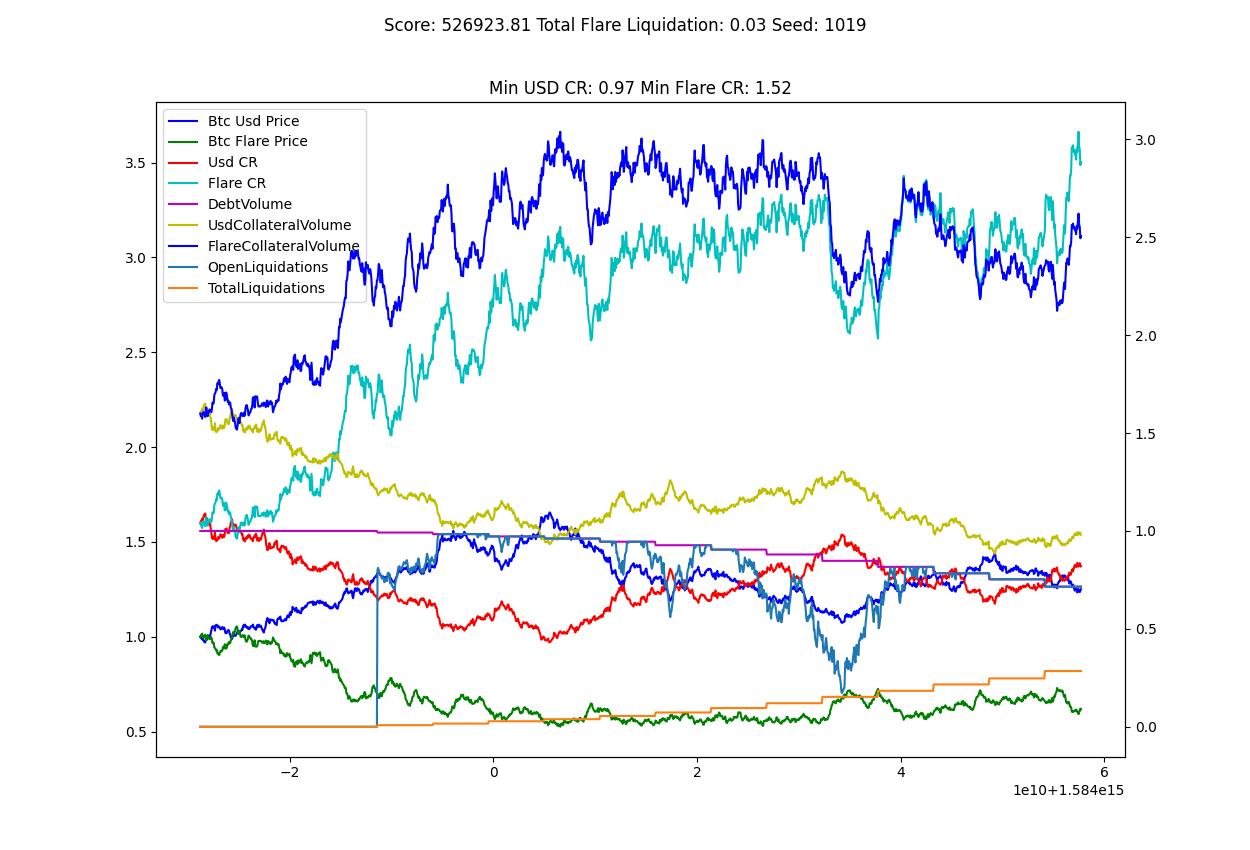 Score: 526923.81 Total Flare Liquidation: 0.03 Seed: 1019
Min USD CR: 0.97 Min Flare CR: 1.52
Btc Usd Price
Btc Flare Price
Usd CR
Flare CR
DebtVolume
UsdCollateralVolume
FlareCollateralVolume
OpenLiquidations
TotalLiquidations
3.5
3.0
2.5
2.0
1.5
1.0
0.5
3.0
2.5
2.0
1.5
1.0
0.5
0.0
−2 0 2 4 6
1e10+1.584e15